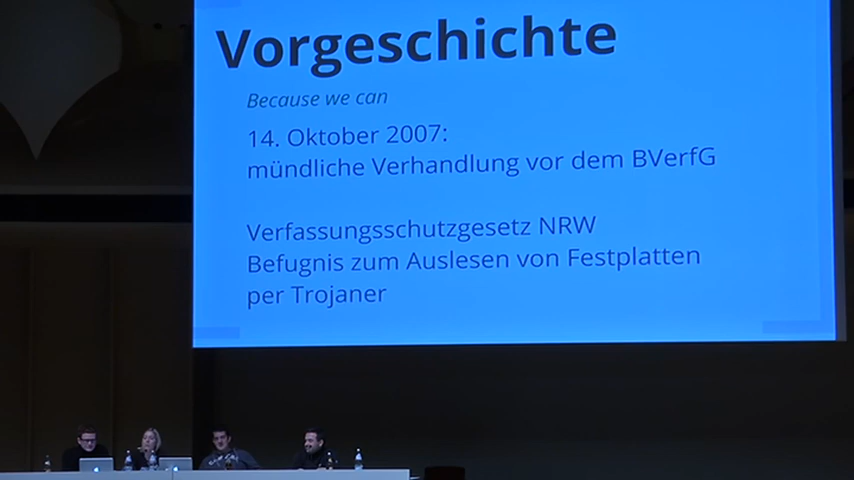 Vorgeschichte
Because we can
14. Oktober 2007:
mündliche Verhandlung vor dem BVerfG
Verfassungsschutzgesetz NRW
Befugnis zum Auslesen von Festplatten
per Trojaner